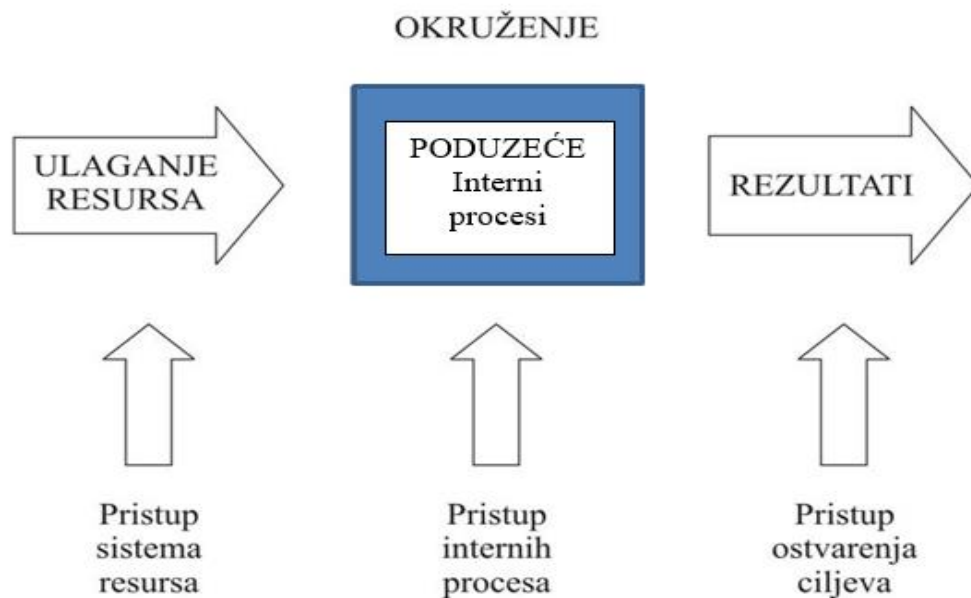 OKRUŽENJE
ULAGANJE
RESURSA
PODUZEĆE
Interni
procesi
REZULTATI
Pristup
sistema
resursa
Pristup
internih
procesa
Pristup
ostvarenja
ciljeva